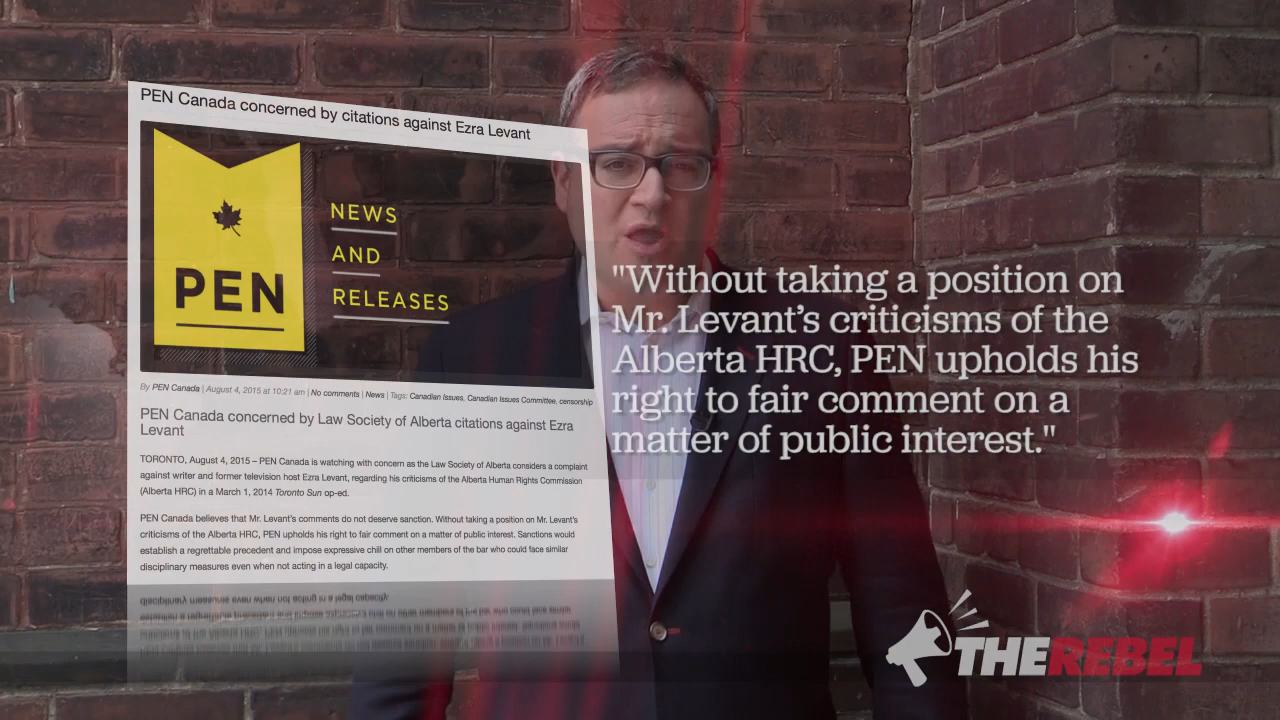 PEN Canada concerned by citations against Ezra Levant
PEN
NEWS
AND
RELEASES
By PEN Canada | August 4, 2015 at 10:21 am | No comments | News | Tags: Canadian Issues, Canadian Issues Committee, censorship
PEN Canada concerned by Law Society of Alberta citations against Ezra
Levant
TORONTO, August 4, 2015 – PEN Canada is watching with concern as the Law Society of Alberta considers a complaint
against writer and former television host Ezra Levant, regarding his criticisms of the Alberta Human Rights Commission
(Alberta HRC) in a March 1, 2014 Toronto Sun op-ed.
PEN Canada believes that Mr. Levant's comments do not deserve sanction. Without taking a position on Mr. Levant's
criticisms of the Alberta HRC, PEN upholds his right to fair comment on a matter of public interest. Sanctions would
establish a regrettable precedent and impose expressive chill on other members of the bar who could face similar
disciplinary measures even when not acting in a legal capacity.
"Without taking a position on
Mr. Levant's criticisms of the
Alberta HRC, PEN upholds his
right to fair comment on a
matter of public interest."
THEREBEL